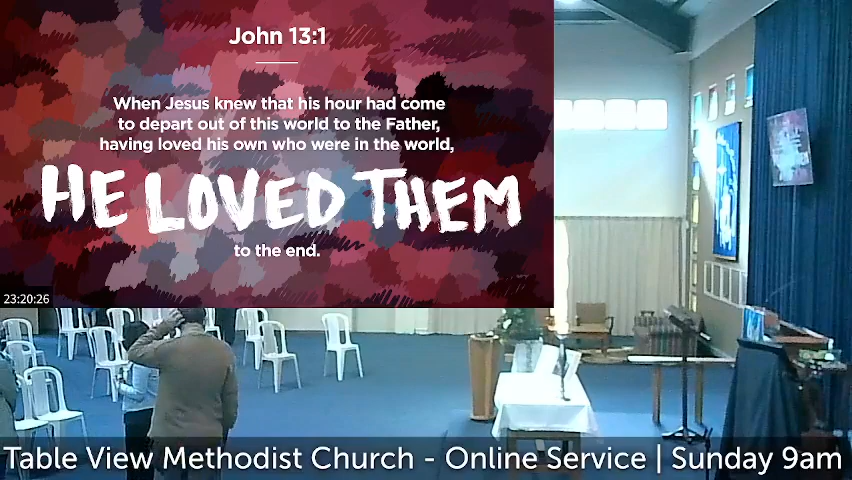 John 13:1
When Jesus knew that his hour had come
to depart out of this world to the Father,
having loved his own who were in the world,
HE LOVED THEM
to the end.
23:20:26
Table View Methodist Church - Online Service | Sunday 9am